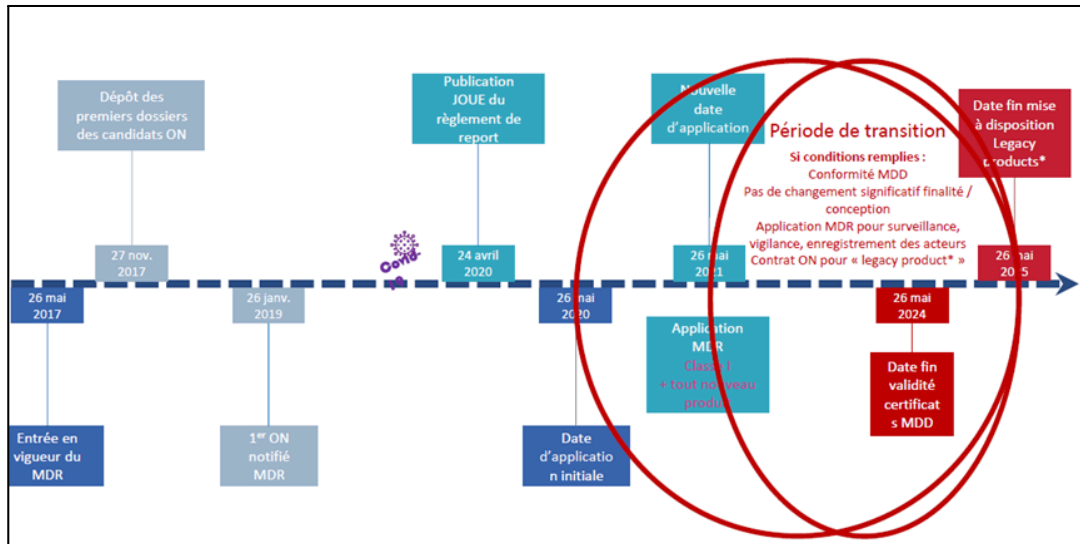 Dépôt des
premiers dossiers
des candidats ON
Publication
JOUE du
règlement de
report
Nouvelle
date
d'application
Période de transition
Si conditions remplies :
Conformité MDD
Pas de changement significatif finalité /
conception
Application MDR pour surveillance,
vigilance, enregistrement des acteurs
Contrat ON pour « legacy product* »
Date fin mise
à disposition
Legacy
products*
27 nov.
2017
Covid-
24 avril
2020
26 mai
2021
26 mai
2025
26 mai
2017
26 janv.
2019
26 mai
2020
26 mai
2024
Entrée en
vigueur du
MDR
1er ON
notifié
MDR
Date
d'applicatio
n initiale
Application
MDR
Classe I
+ tout nouveau
produit
Date fin
validité
certificat
s MDD